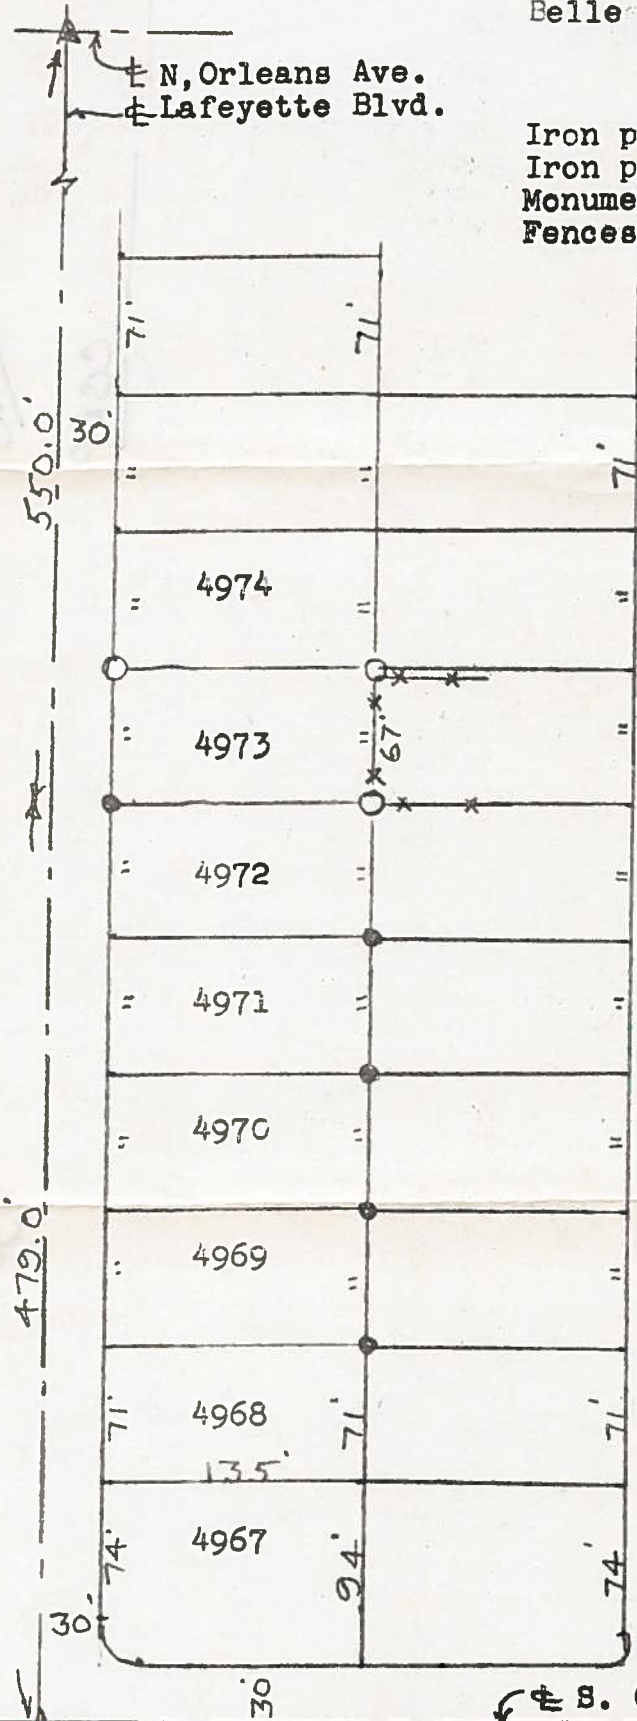 Belle
℄ N,Orleans Ave.
℄ Lafeyette Blvd.
Iron p
Iron p
Monume
Fences
71' 71'
550.0' 30' " " 71'
" 4974 " "
" 4973 " 67' "
" 4972 " "
" 4971 " "
" 4970 " "
479.0' " 4969 " "
71' 4968 71' 71'
135'
74' 4967 94' 74'
30'
30'
℄ S.